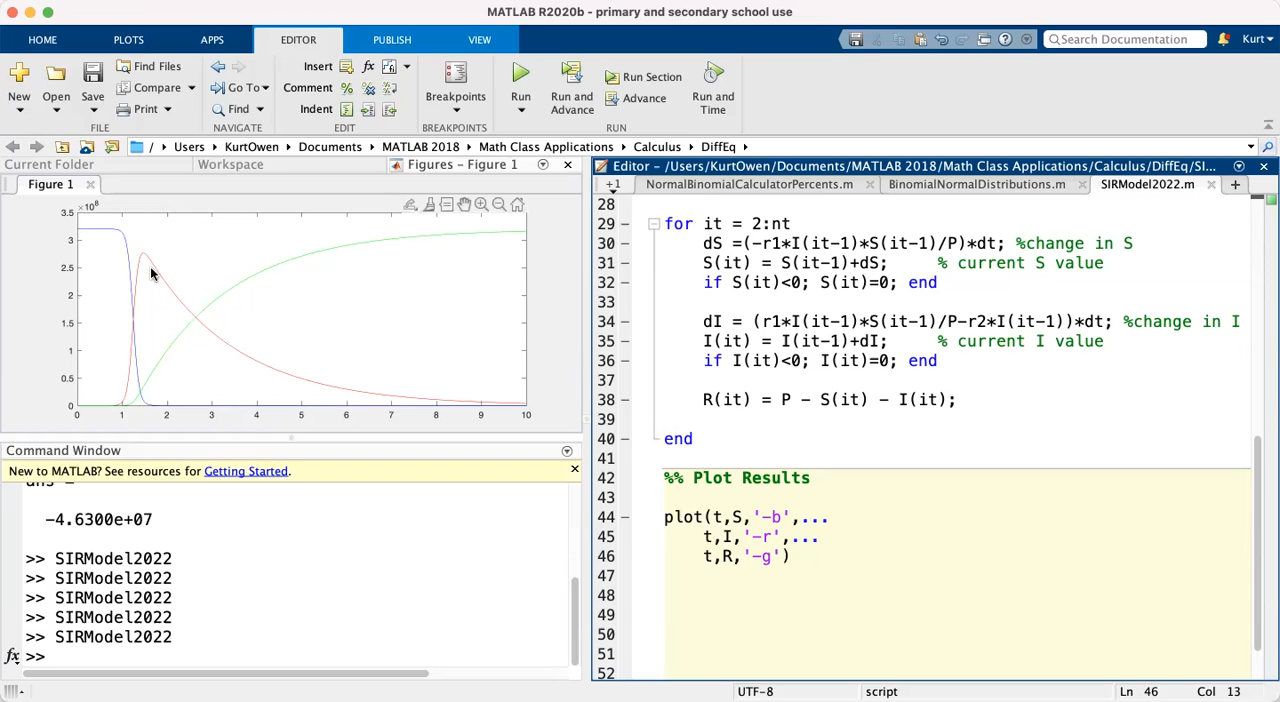 MATLAB R2020b - primary and secondary school use
HOME PLOTS APPS EDITOR PUBLISH VIEW Search Documentation Kurt
New Open Save Find Files Compare Print
FILE
Go To Find
NAVIGATE
Insert fx
Comment %
Indent
EDIT
Breakpoints
BREAKPOINTS
Run Run and Advance Run Section Advance Run and Time
RUN
/ Users KurtOwen Documents MATLAB 2018 Math Class Applications Calculus DiffEq
Current Folder Workspace Figures - Figure 1
Figure 1
×10⁸
3.5
3
2.5
2
1.5
1
0.5
0
0 1 2 3 4 5 6 7 8 9 10
Command Window
New to MATLAB? See resources for Getting Started.
ans =
-4.6300e+07
>> SIRModel2022
>> SIRModel2022
>> SIRModel2022
>> SIRModel2022
>> SIRModel2022
fx >>
Editor - /Users/KurtOwen/Documents/MATLAB 2018/Math Class Applications/Calculus/DiffEq/SI...
+1 NormalBinomialCalculatorPercents.m BinomialNormalDistributions.m SIRModel2022.m +
28
29 for it = 2:nt
30 dS =(-r1*I(it-1)*S(it-1)/P)*dt; %change in S
31 S(it) = S(it-1)+dS; % current S value
32 if S(it)<0; S(it)=0; end
33
34 dI = (r1*I(it-1)*S(it-1)/P-r2*I(it-1))*dt; %change in I
35 I(it) = I(it-1)+dI; % current I value
36 if I(it)<0; I(it)=0; end
37
38 R(it) = P - S(it) - I(it);
39
40 end
41
42 %% Plot Results
43
44 plot(t,S,'-b',...
45 t,I,'-r',...
46 t,R,'-g')
47
48
49
50
51
52
UTF-8 script Ln 46 Col 13